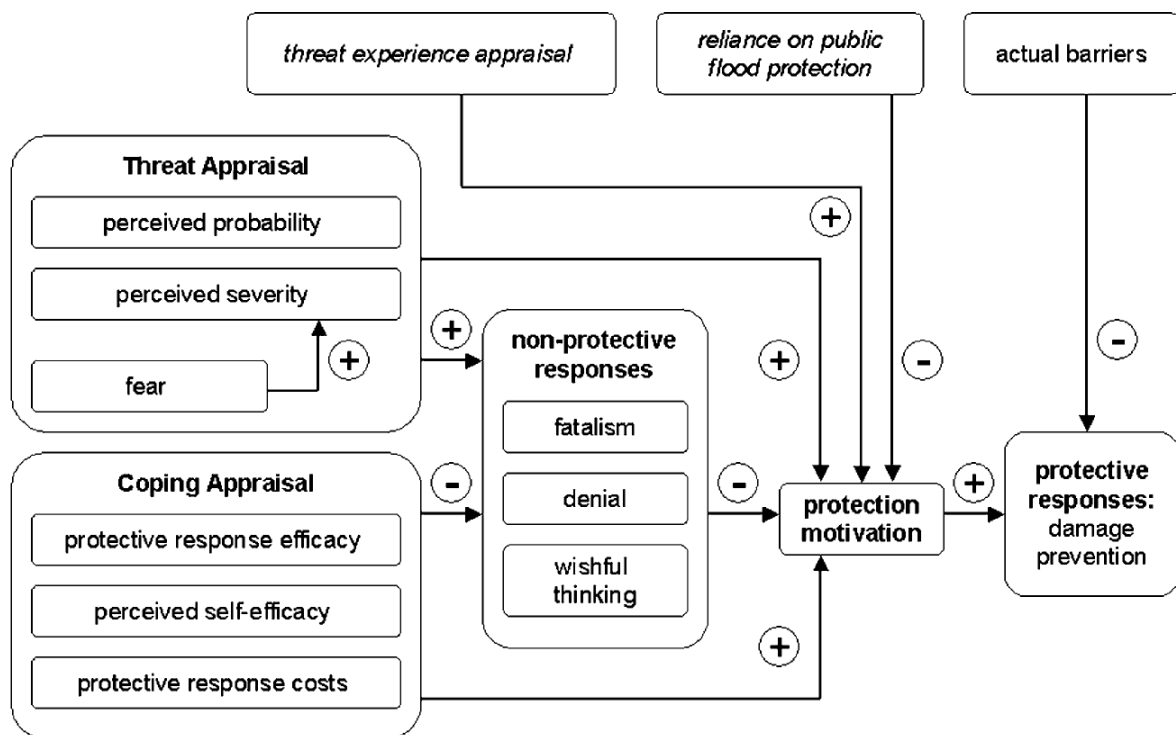 threat experience appraisal
reliance on public
flood protection
actual barriers
Threat Appraisal
perceived probability
perceived severity
+
fear
Coping Appraisal
protective response efficacy
perceived self-efficacy
protective response costs
+
-
non-protective
responses
fatalism
denial
wishful
thinking
+
+
-
-
+
protection
motivation
+
-
protective
responses:
damage
prevention